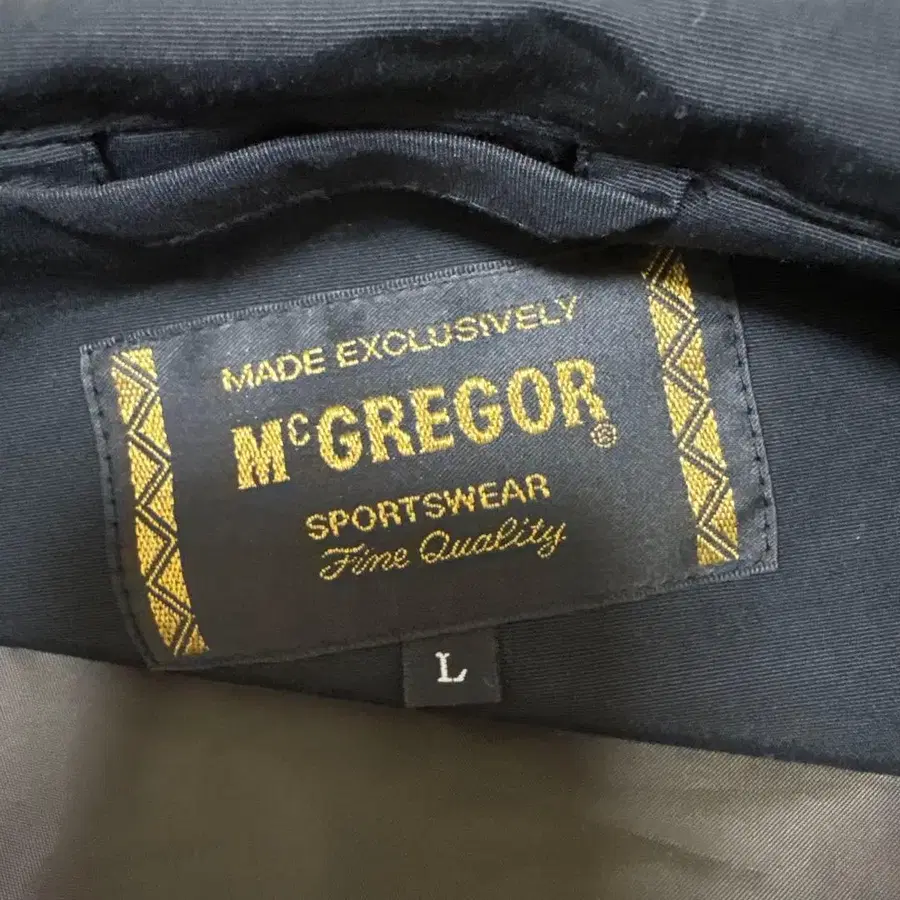 MADE EXCLUSIVELY
McGREGOR®
SPORTSWEAR
Fine Quality
L